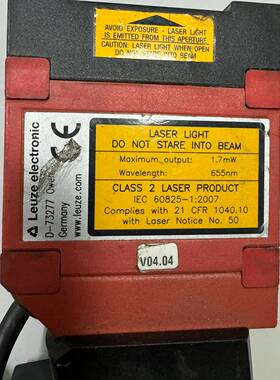 AVOID EXPOSURE - LASER LIGHT
IS EMITTED FROM THIS APERTURE.
CAUTION: LASER LIGHT WHEN OPEN
DO NOT STARE INTO BEAM
Leuze electronic
D-73277 Owen
Germany
www.leuze.com
CE
LASER LIGHT
DO NOT STARE INTO BEAM
Maximum output: 1.7mW
Wavelength: 655nm
CLASS 2 LASER PRODUCT
IEC 60825-1:2007
Complies with 21 CFR 1040.10
with Laser Notice No. 50
V04.04